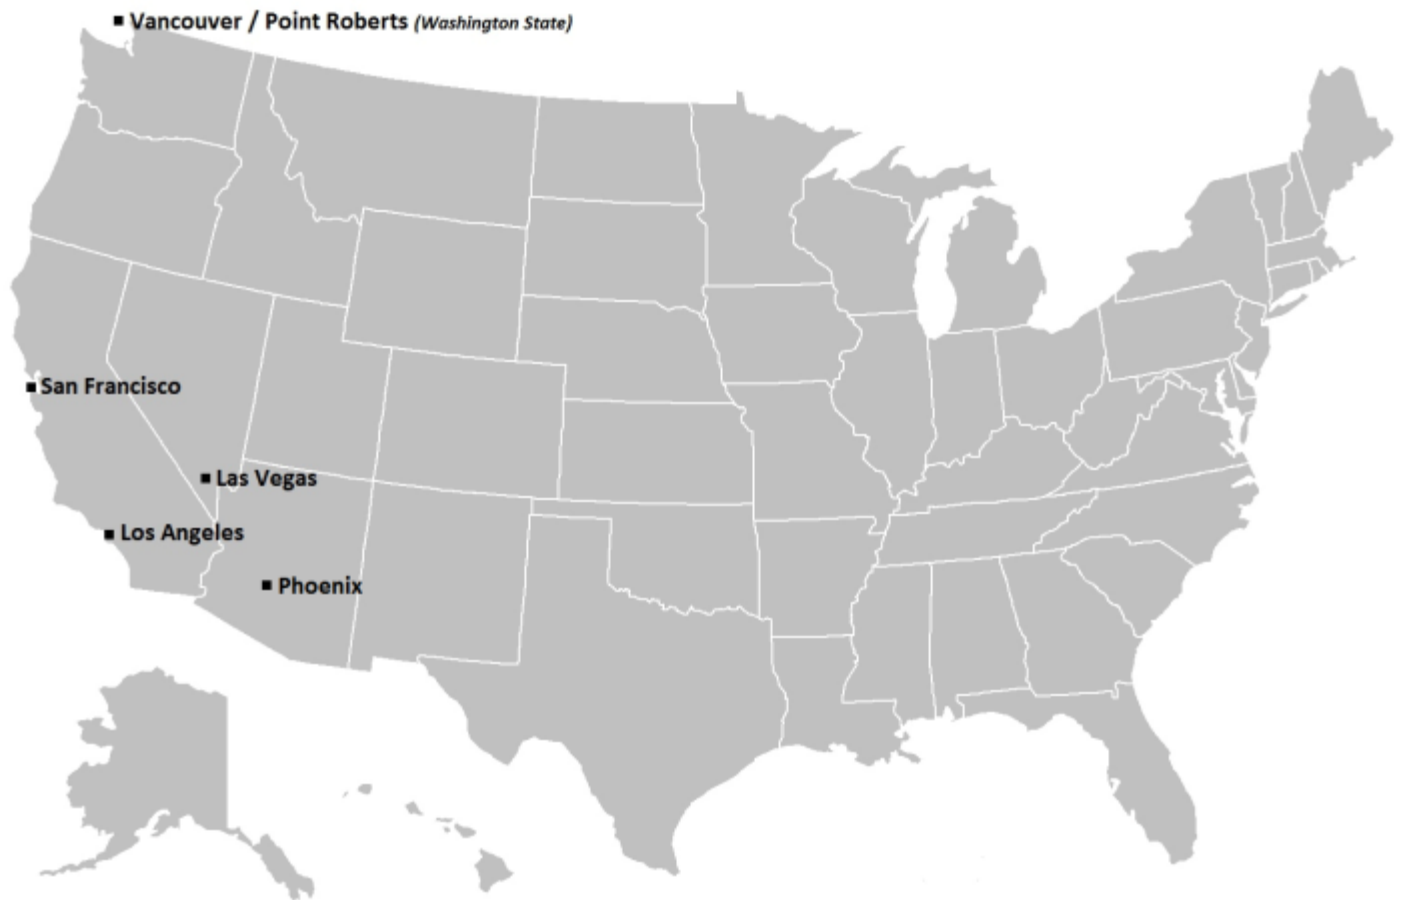 Vancouver / Point Roberts (Washington State)
San Francisco
Las Vegas
Los Angeles
Phoenix